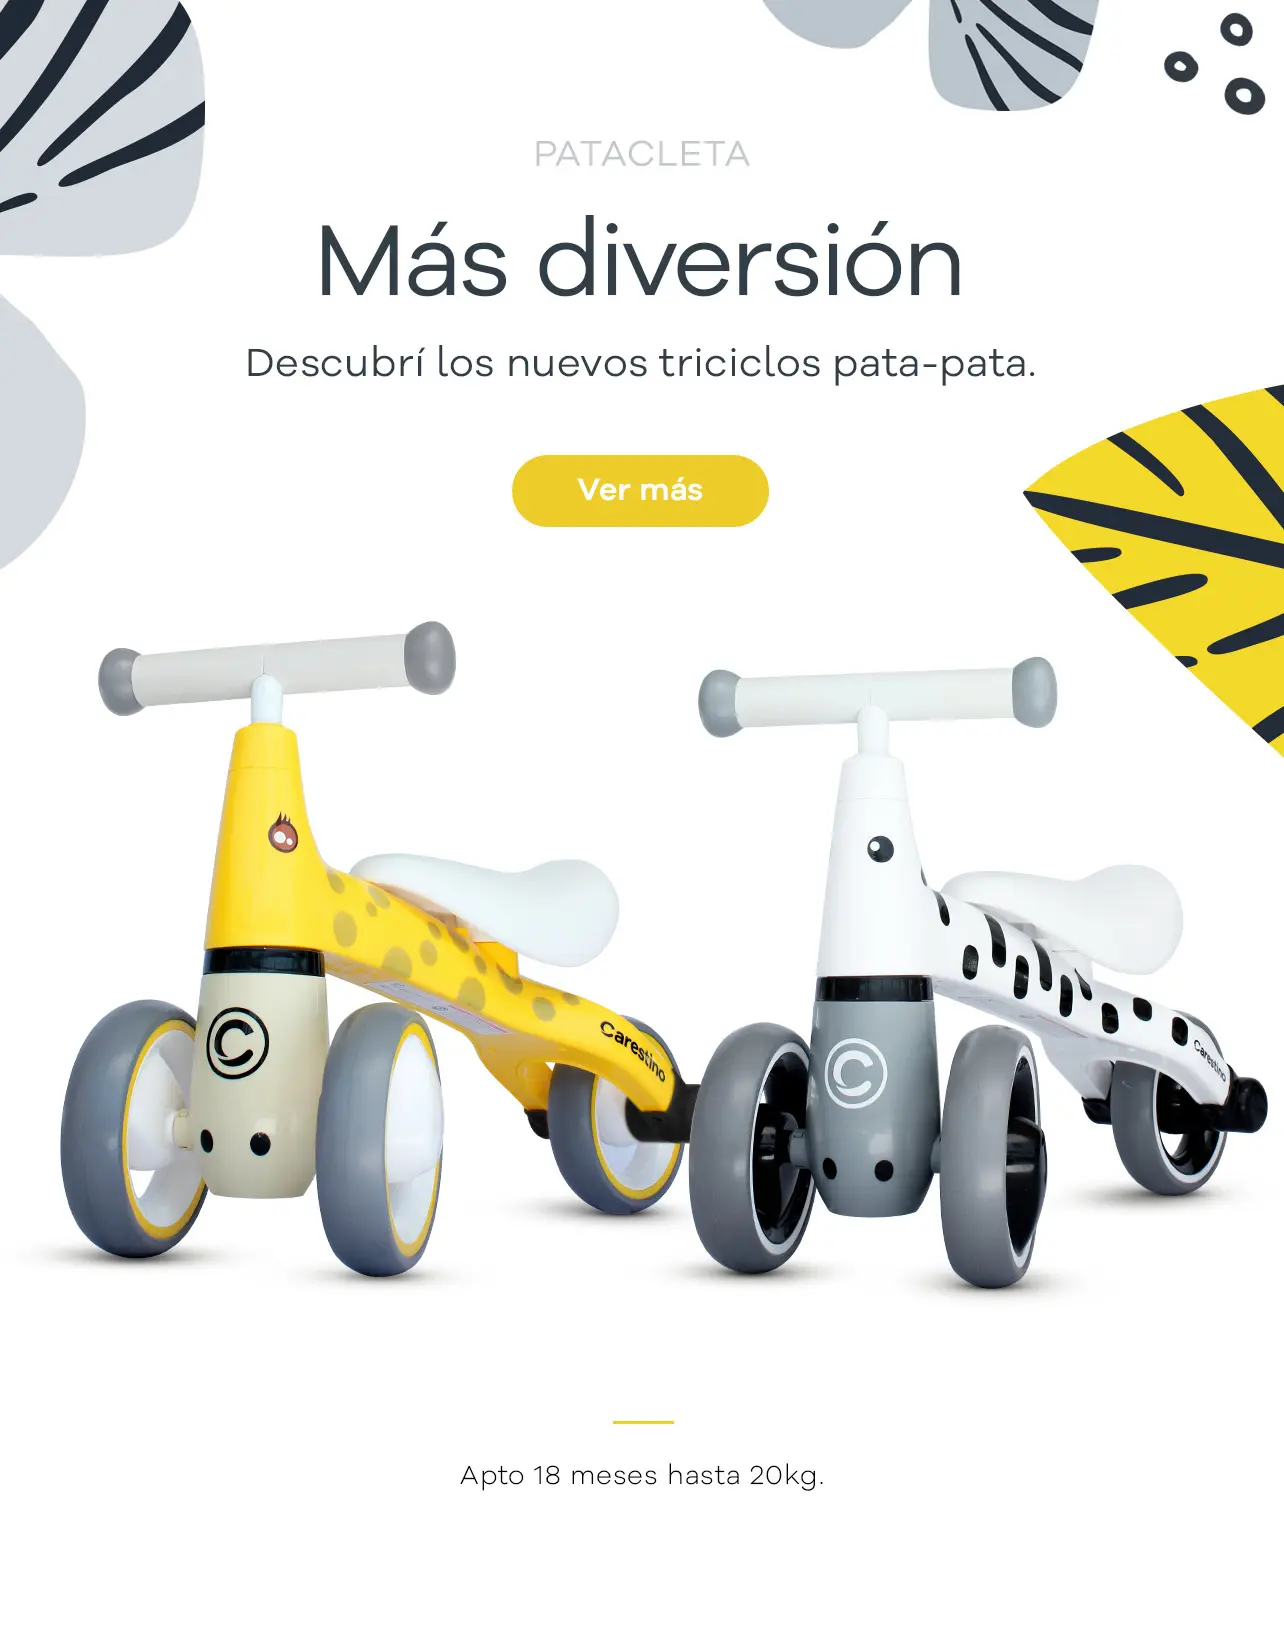 PATACLETA
Más diversión
Descubrí los nuevos triciclos pata-pata.
Ver más
Carestino
Carestino
Apto 18 meses hasta 20kg.